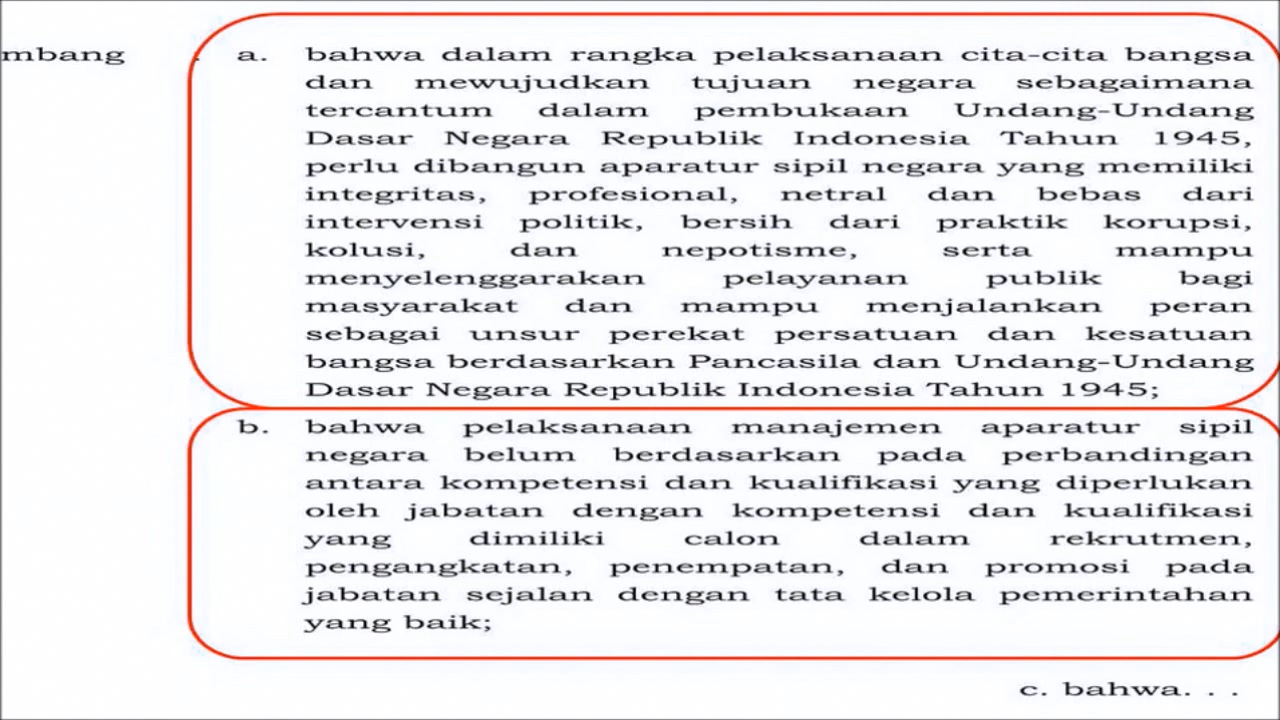 mbang : a. bahwa dalam rangka pelaksanaan cita-cita bangsa
dan mewujudkan tujuan negara sebagaimana
tercantum dalam pembukaan Undang-Undang
Dasar Negara Republik Indonesia Tahun 1945,
perlu dibangun aparatur sipil negara yang memiliki
integritas, profesional, netral dan bebas dari
intervensi politik, bersih dari praktik korupsi,
kolusi, dan nepotisme, serta mampu
menyelenggarakan pelayanan publik bagi
masyarakat dan mampu menjalankan peran
sebagai unsur perekat persatuan dan kesatuan
bangsa berdasarkan Pancasila dan Undang-Undang
Dasar Negara Republik Indonesia Tahun 1945;
b. bahwa pelaksanaan manajemen aparatur sipil
negara belum berdasarkan pada perbandingan
antara kompetensi dan kualifikasi yang diperlukan
oleh jabatan dengan kompetensi dan kualifikasi
yang dimiliki calon dalam rekrutmen,
pengangkatan, penempatan, dan promosi pada
jabatan sejalan dengan tata kelola pemerintahan
yang baik;
c. bahwa. . .